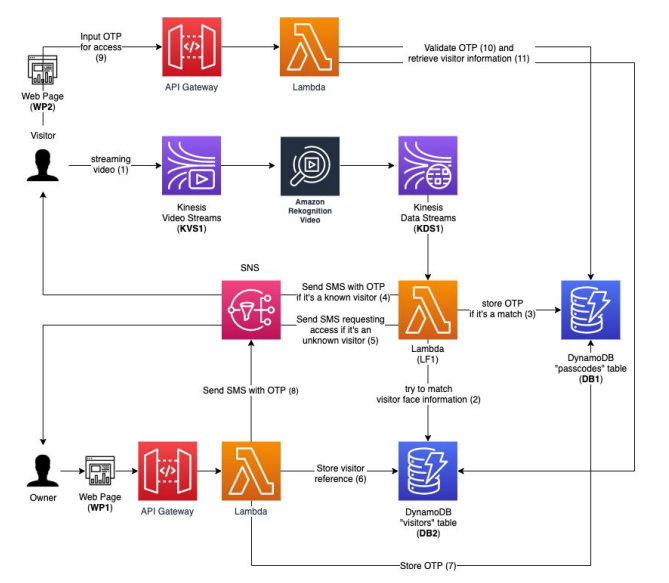 Input OTP
for access
(9)
Validate OTP (10) and
retrieve visitor information (11)
Web Page
(WP2)
API Gateway
Lambda
Visitor
streaming
video (1)
Kinesis
Video Streams
(KVS1)
Amazon
Rekognition
Video
Kinesis
Data Streams
(KDS1)
SNS
Send SMS with OTP
if it's a known visitor (4)
Send SMS requesting
access if it's an
unknown visitor (5)
store OTP
if it's a match (3)
Lambda
(LF1)
DynamoDB
"passcodes" table
(DB1)
Send SMS with OTP (8)
try to match
visitor face information (2)
Store visitor
reference (6)
Owner
Web Page
(WP1)
API Gateway
Lambda
DynamoDB
"visitors" table
(DB2)
Store OTP (7)